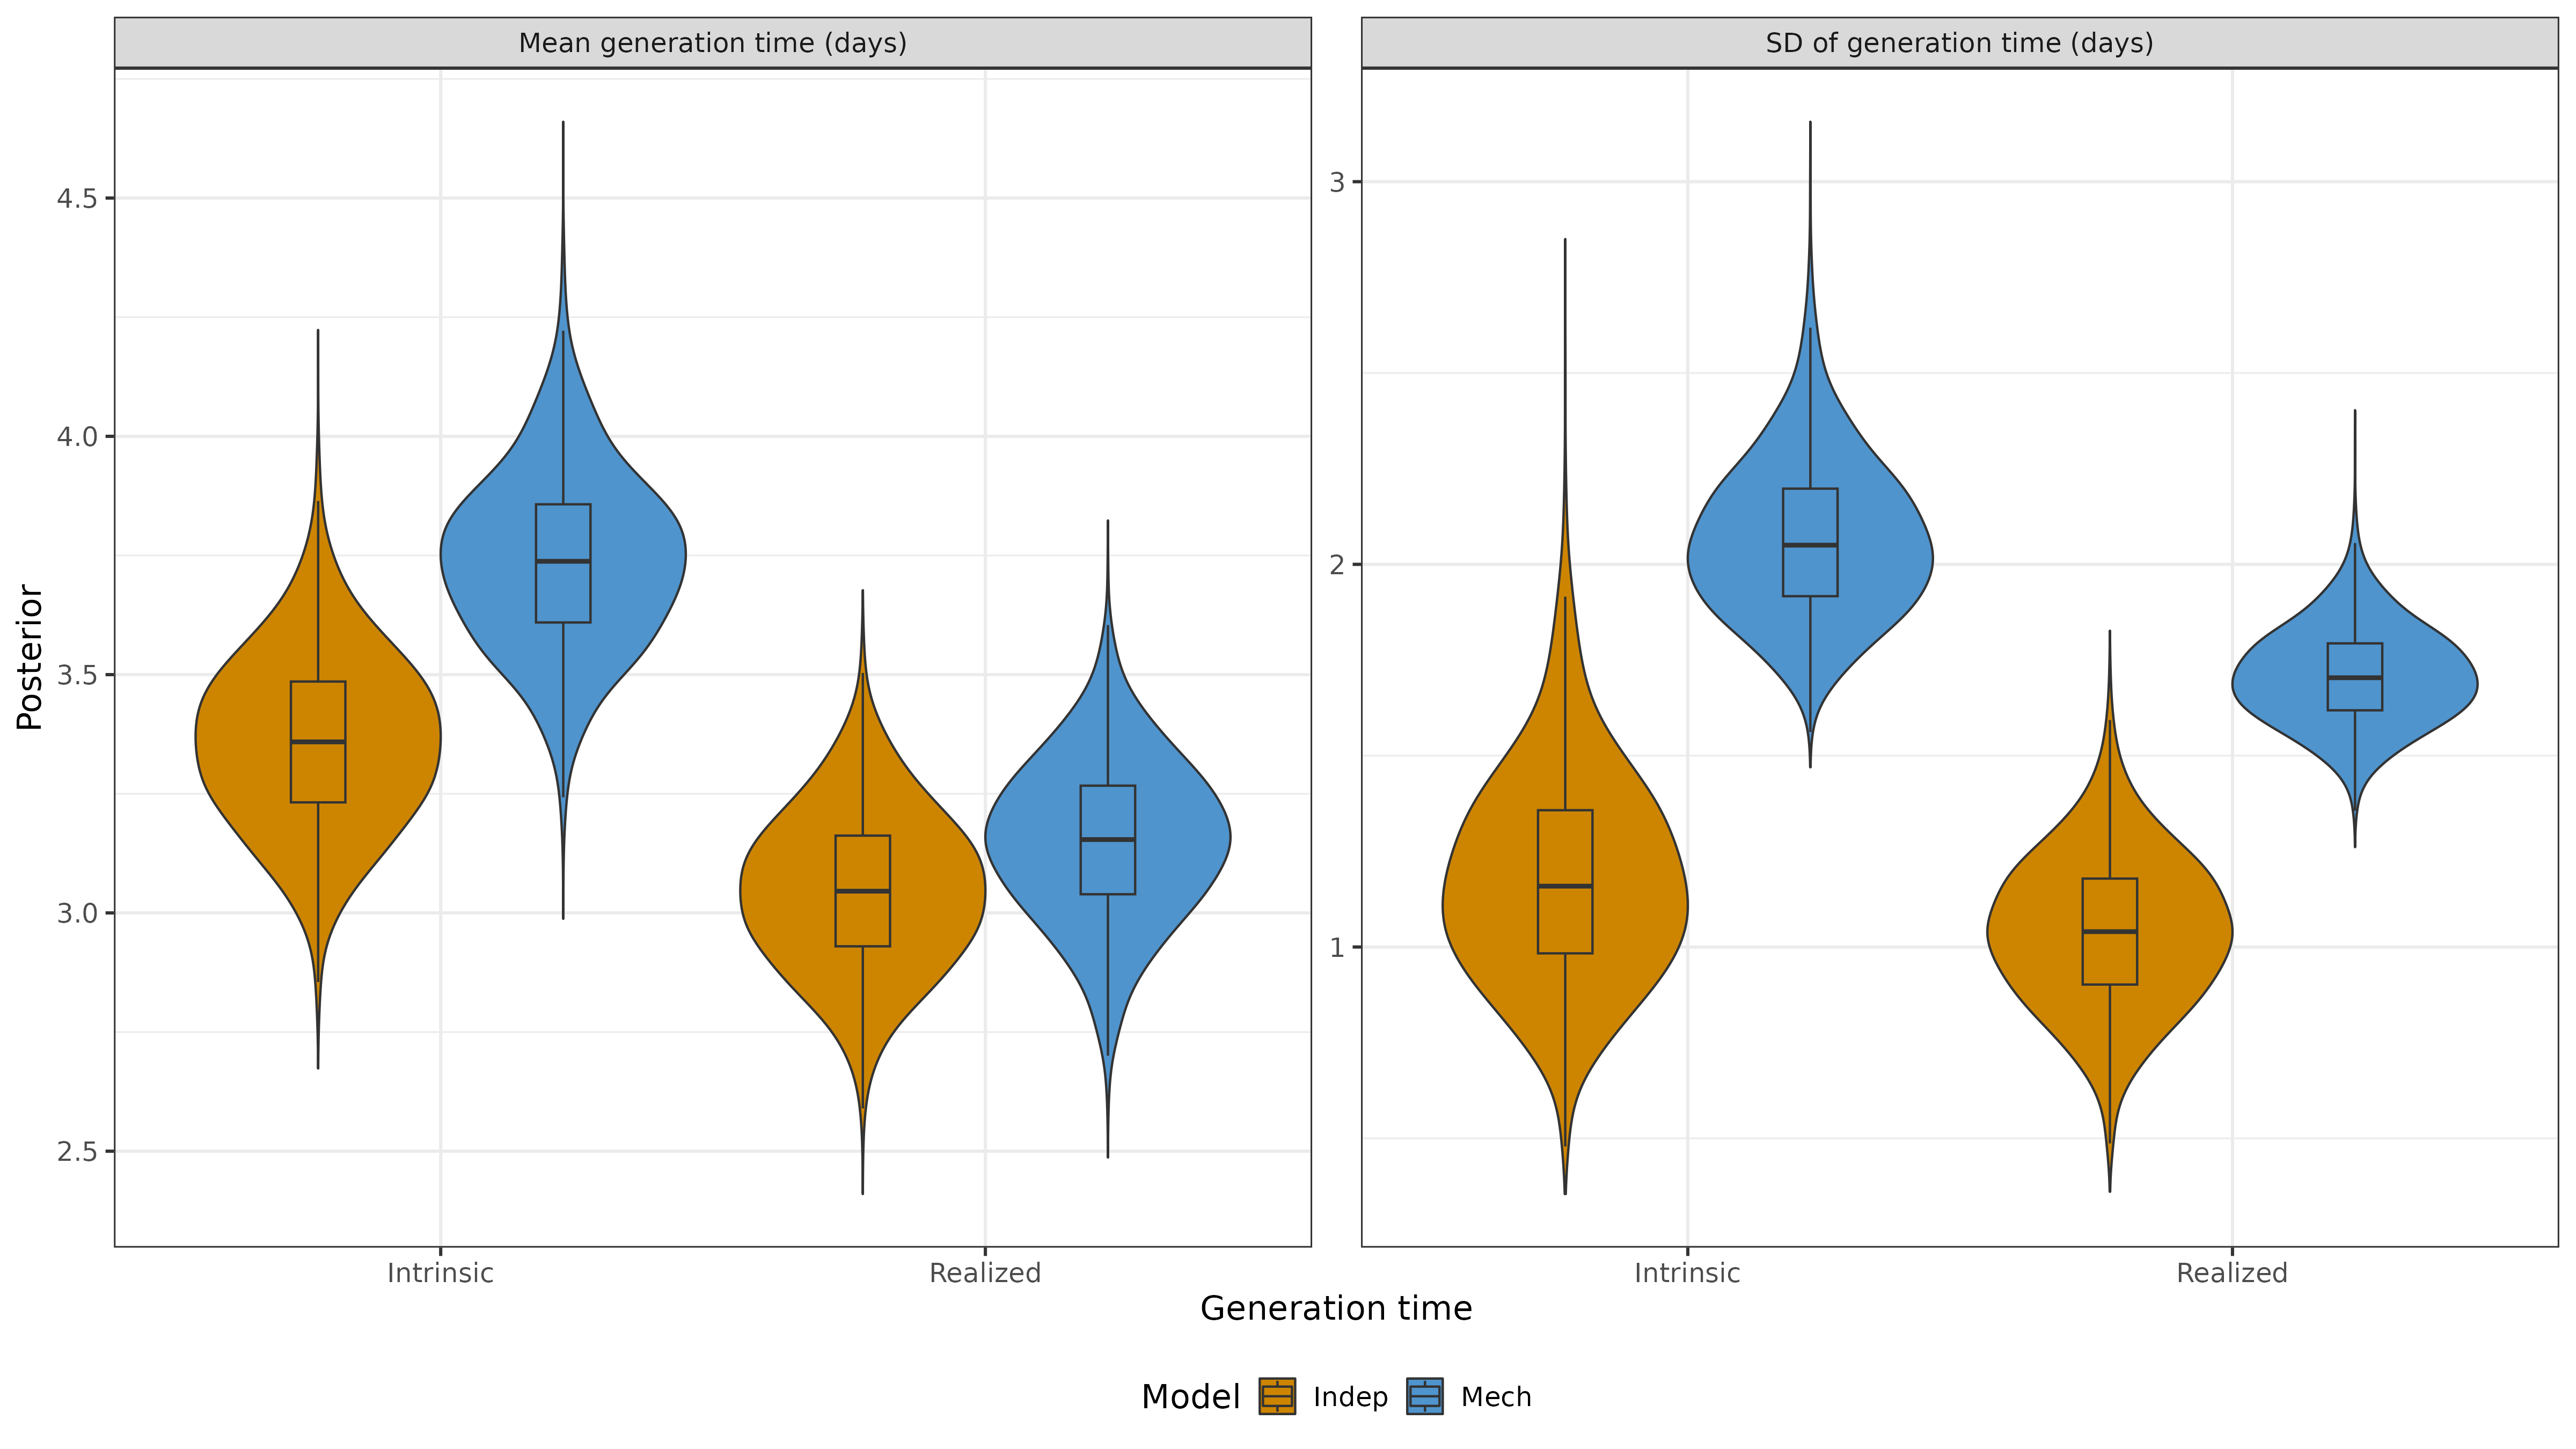 Mean generation time (days)
SD of generation time (days)
Posterior
4.5
4.0
3.5
3.0
2.5
3
2
1
Intrinsic
Realized
Intrinsic
Realized
Generation time
Model Indep Mech